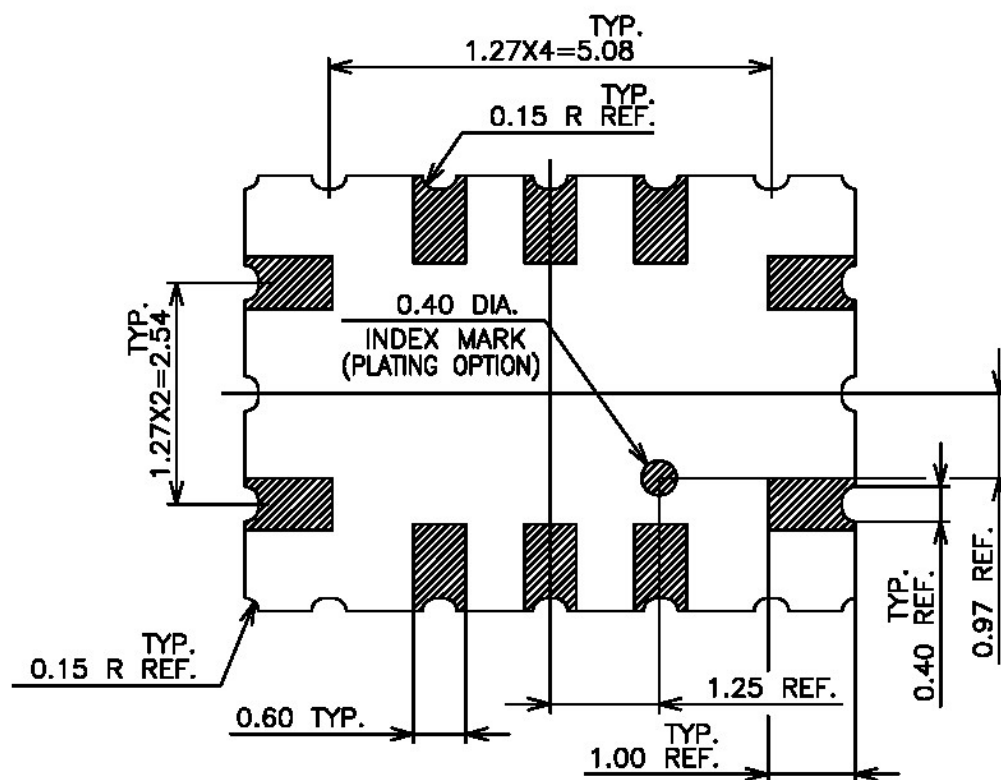 TYP.
1.27X4=5.08
TYP.
0.15 R REF.
TYP.
1.27X2=2.54
0.40 DIA.
INDEX MARK
(PLATING OPTION)
TYP.
0.15 R REF.
0.60 TYP.
1.25 REF.
TYP.
1.00 REF.
TYP.
0.40 REF.
0.97 REF.